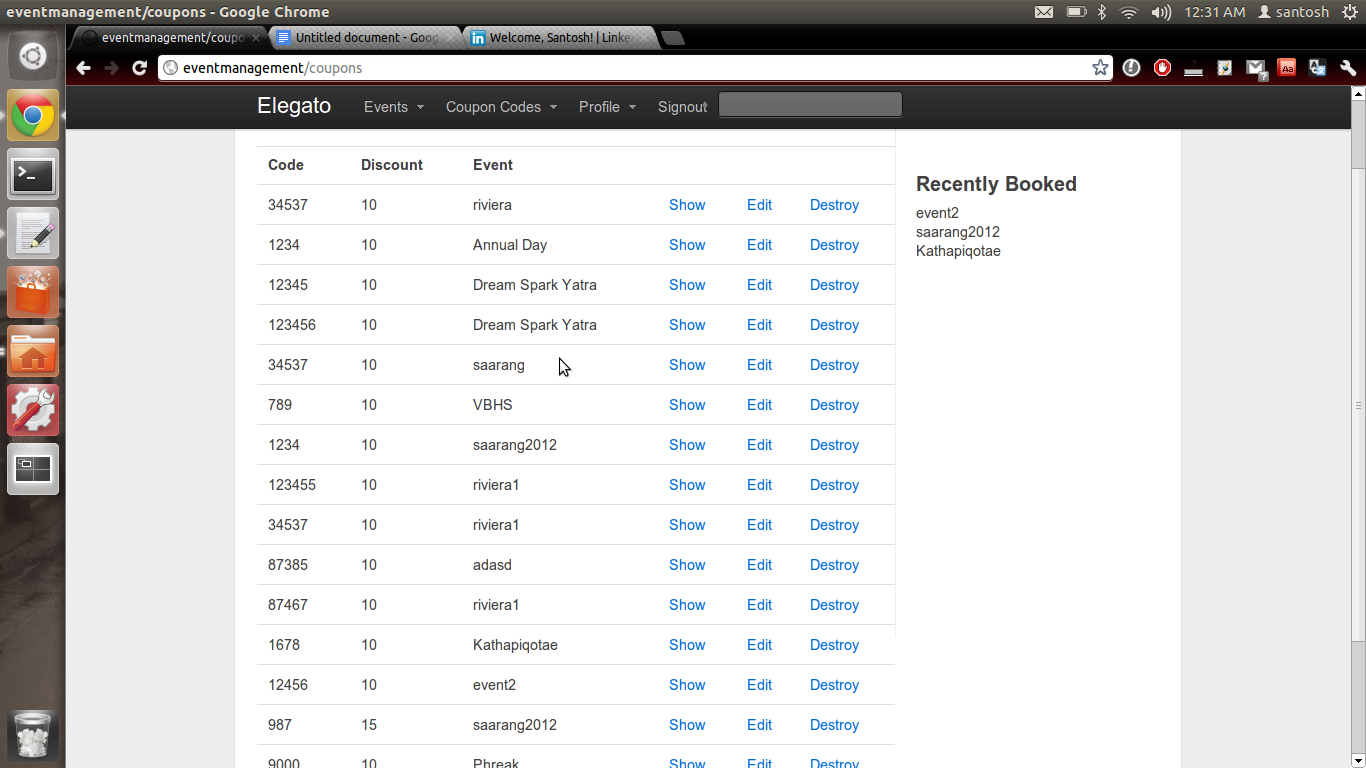 eventmanagement/coupons - Google Chrome
12:31 AM santosh
eventmanagement/coupo
Untitled document - Goog
Welcome, Santosh! | Linke
eventmanagement/coupons
Elegato Events Coupon Codes Profile Signout
Code Discount Event
34537 10 riviera Show Edit Destroy
1234 10 Annual Day Show Edit Destroy
12345 10 Dream Spark Yatra Show Edit Destroy
123456 10 Dream Spark Yatra Show Edit Destroy
34537 10 saarang Show Edit Destroy
789 10 VBHS Show Edit Destroy
1234 10 saarang2012 Show Edit Destroy
123455 10 riviera1 Show Edit Destroy
34537 10 riviera1 Show Edit Destroy
87385 10 adasd Show Edit Destroy
87467 10 riviera1 Show Edit Destroy
1678 10 Kathapiqotae Show Edit Destroy
12456 10 event2 Show Edit Destroy
987 15 saarang2012 Show Edit Destroy
9000 10 Phreak Show Edit Destroy
Recently Booked
event2
saarang2012
Kathapiqotae